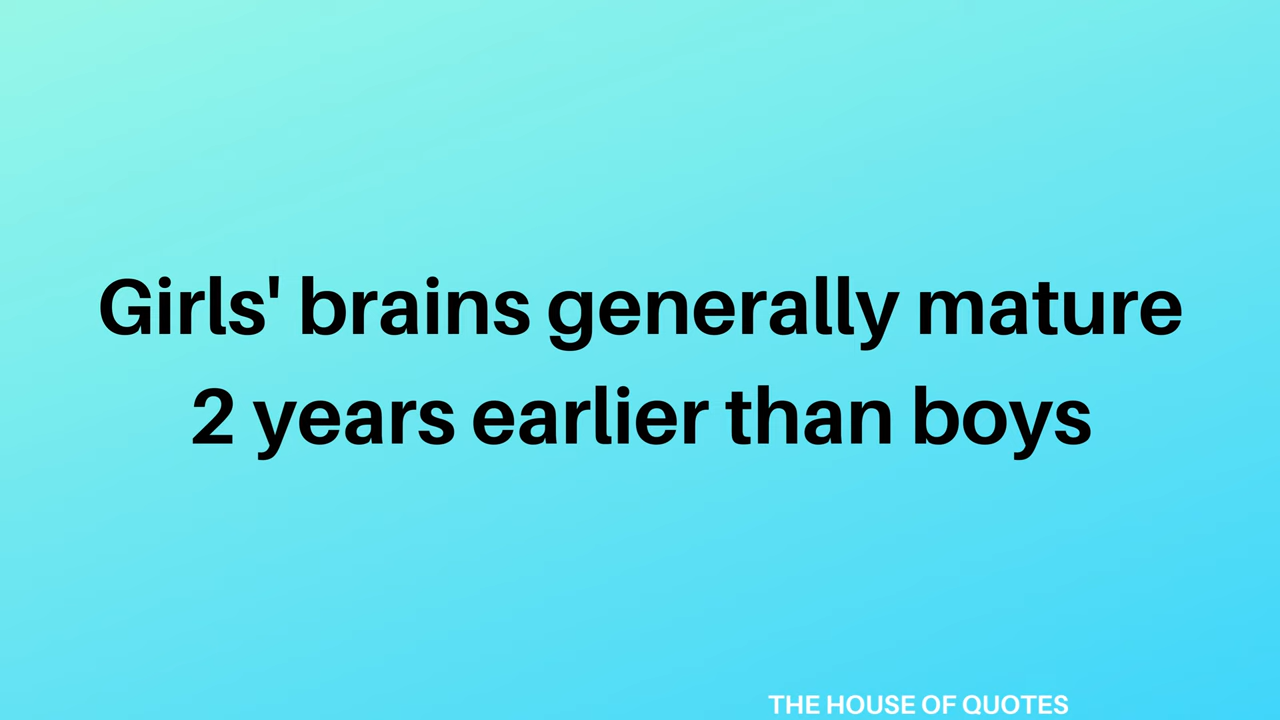 Girls' brains generally mature
2 years earlier than boys
THE HOUSE OF QUOTES